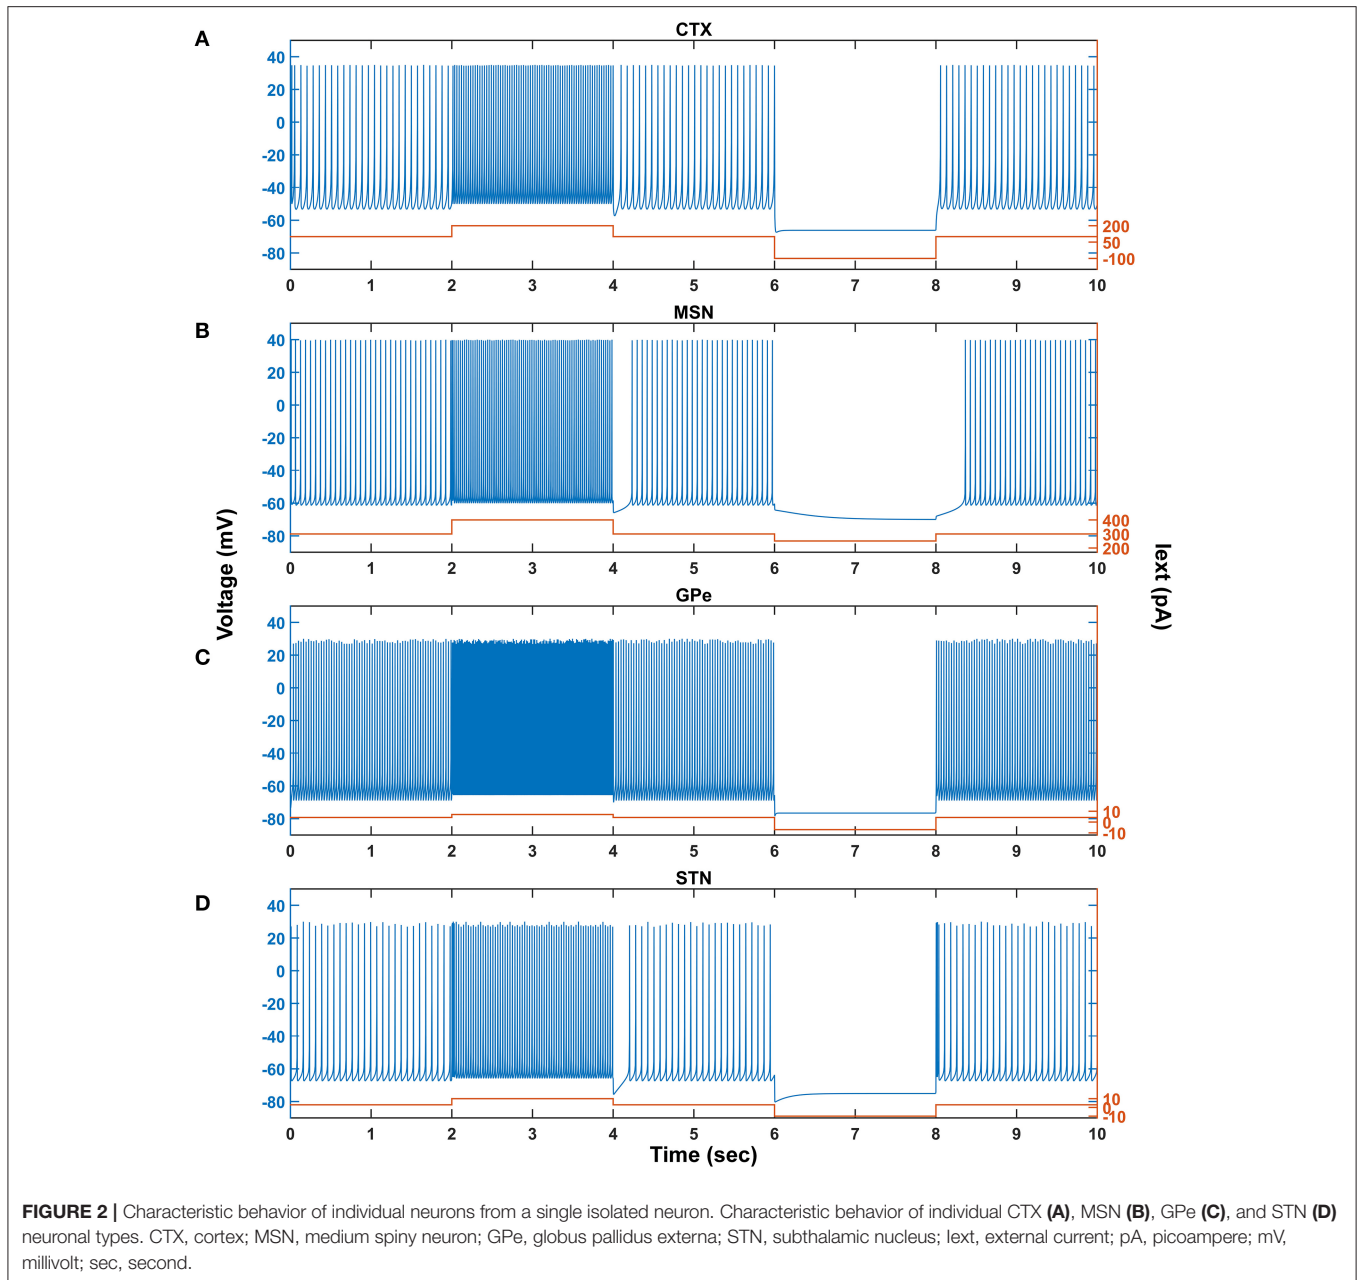 A
CTX
40
20
0
-20
-40
-60
-80
200
50
-100
0 1 2 3 4 5 6 7 8 9 10
B
MSN
40
20
0
-20
-40
-60
-80
400
300
200
0 1 2 3 4 5 6 7 8 9 10
Voltage (mV)
Iext (pA)
GPe
C
40
20
0
-20
-40
-60
-80
10
0
-10
0 1 2 3 4 5 6 7 8 9 10
STN
D
40
20
0
-20
-40
-60
-80
10
0
-10
0 1 2 3 4 5 6 7 8 9 10
Time (sec)
FIGURE 2 | Characteristic behavior of individual neurons from a single isolated neuron. Characteristic behavior of individual CTX (A), MSN (B), GPe (C), and STN (D)
neuronal types. CTX, cortex; MSN, medium spiny neuron; GPe, globus pallidus externa; STN, subthalamic nucleus; Iext, external current; pA, picoampere; mV,
millivolt; sec, second.